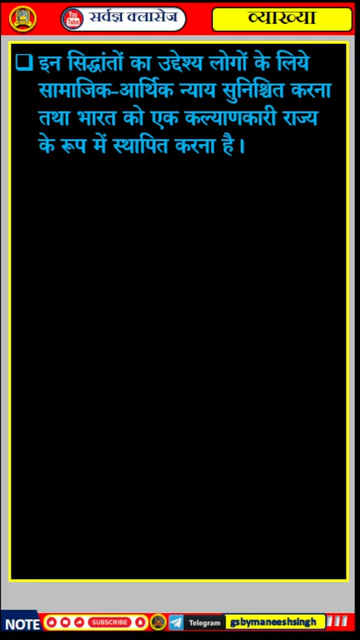 सर्वज्ञ क्लासेज
व्याख्या
❑ इन सिद्धांतों का उद्देश्य लोगों के लिये
सामाजिक-आर्थिक न्याय सुनिश्चित करना
तथा भारत को एक कल्याणकारी राज्य
के रूप में स्थापित करना है।
NOTE SUBSCRIBE Telegram gsbymaneeshsingh